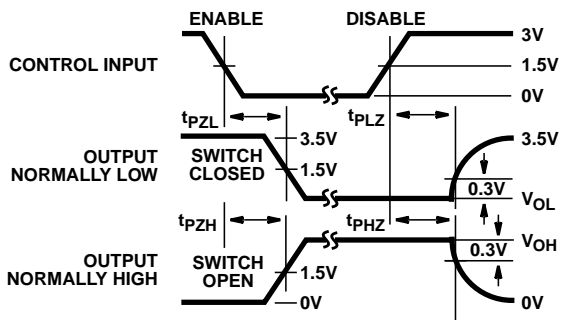 ENABLE DISABLE
3V
CONTROL INPUT 1.5V
0V
tPZL tPLZ
3.5V 3.5V
OUTPUT
NORMALLY LOW
SWITCH
CLOSED
1.5V
0.3V
VOL
tPZH tPHZ
VOH
0.3V
OUTPUT
NORMALLY HIGH
SWITCH
OPEN
1.5V
0V 0V